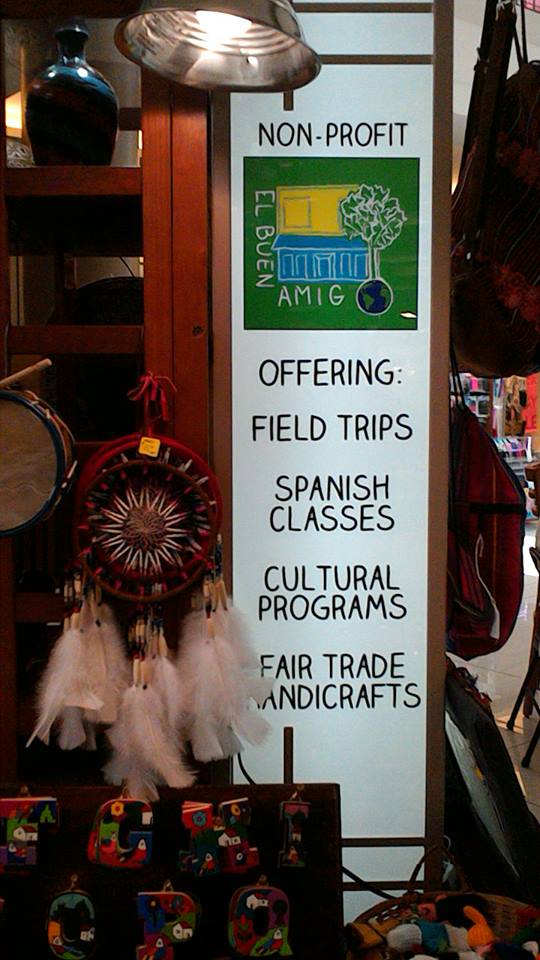 NON-PROFIT
EL BUEN
AMIG
OFFERING:
FIELD TRIPS
SPANISH
CLASSES
CULTURAL
PROGRAMS
FAIR TRADE
HANDICRAFTS
G H I
O P Q